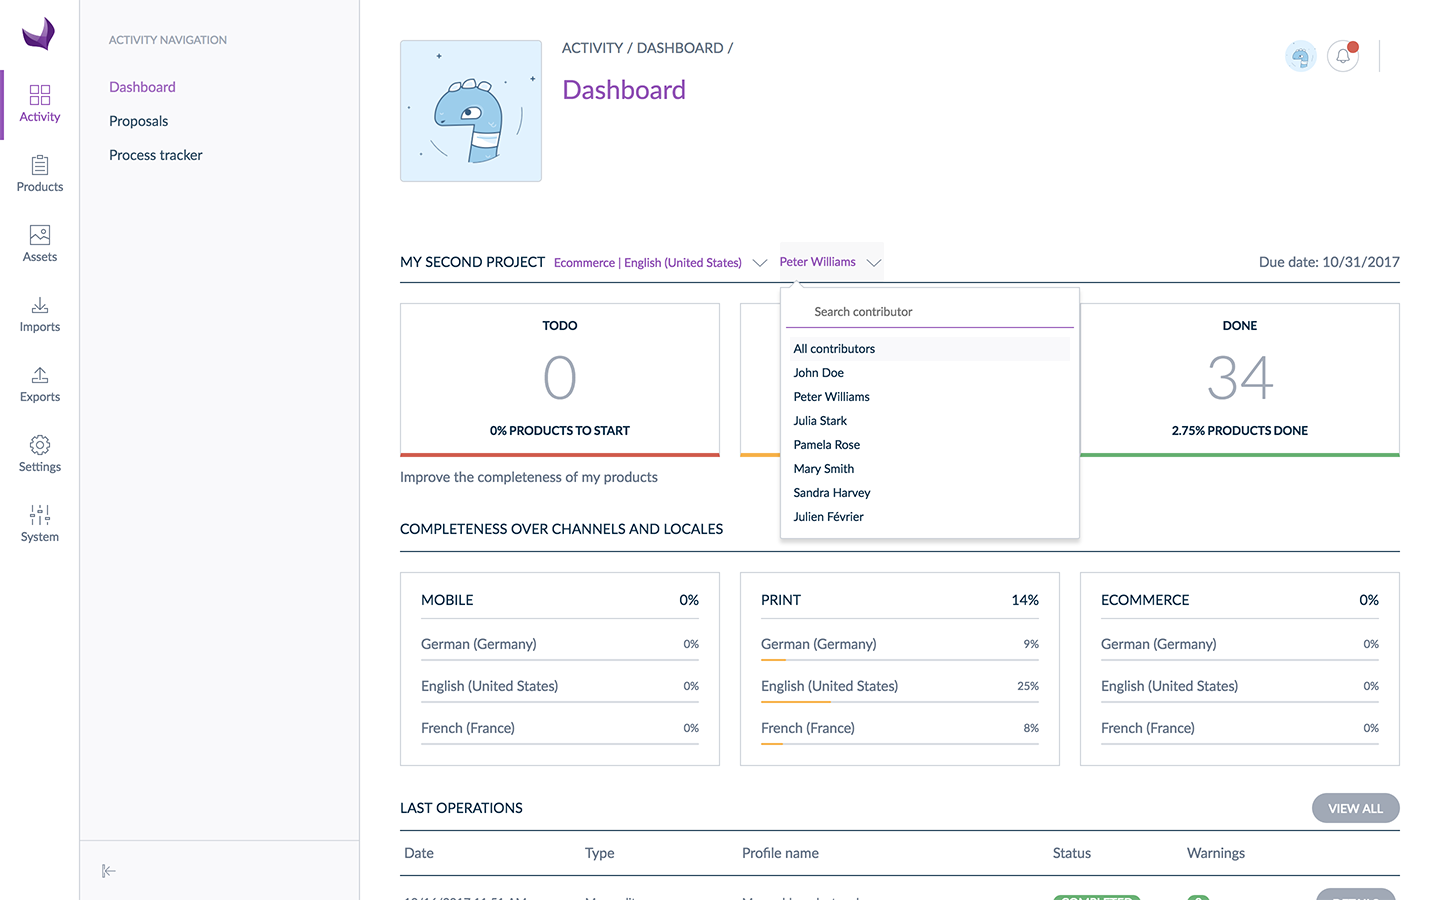 ACTIVITY NAVIGATION
Dashboard
Proposals
Process tracker
Activity
Products
Assets
Imports
Exports
Settings
System
ACTIVITY / DASHBOARD /
Dashboard
MY SECOND PROJECT Ecommerce | English (United States) Peter Williams Due date: 10/31/2017
TODO
0
0% PRODUCTS TO START
Search contributor
All contributors
John Doe
Peter Williams
Julia Stark
Pamela Rose
Mary Smith
Sandra Harvey
Julien Février
DONE
34
2.75% PRODUCTS DONE
Improve the completeness of my products
COMPLETENESS OVER CHANNELS AND LOCALES
MOBILE 0%
German (Germany) 0%
English (United States) 0%
French (France) 0%
PRINT 14%
German (Germany) 9%
English (United States) 25%
French (France) 8%
ECOMMERCE 0%
German (Germany) 0%
English (United States) 0%
French (France) 0%
LAST OPERATIONS VIEW ALL
Date Type Profile name Status Warnings